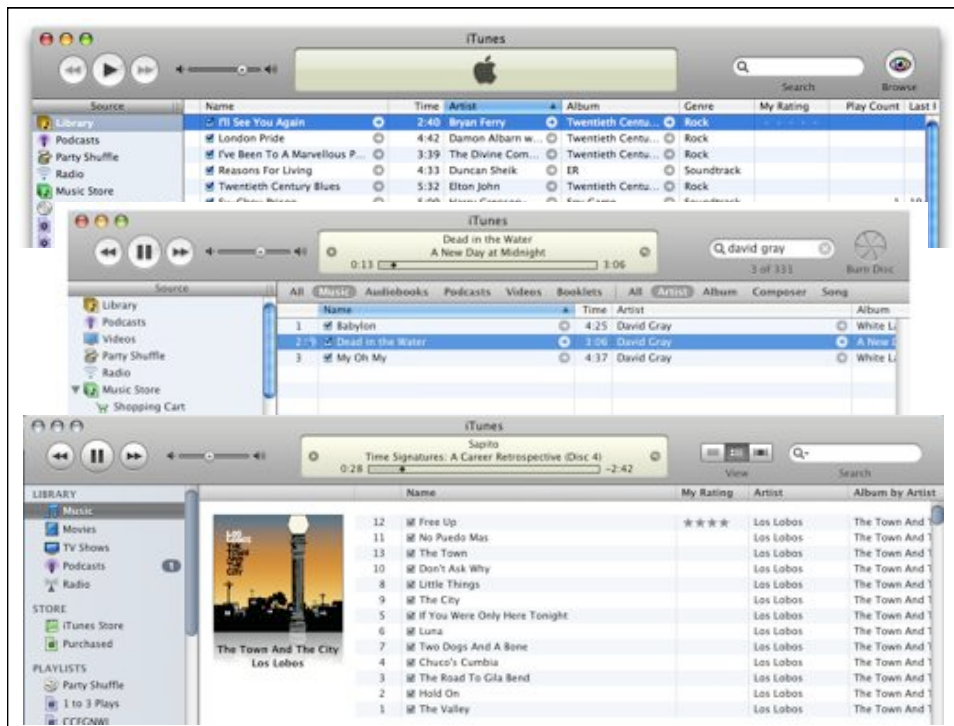 iTunes
Search
Browse
Source Name Time Artist Album Genre My Rating Play Count Last
Library I'll See You Again 2:40 Bryan Ferry Twentieth Centu... Rock
Podcasts London Pride 4:42 Damon Albarn w... Twentieth Centu... Rock
Party Shuffle I've Been To A Marvellous P... 3:39 The Divine Com... Twentieth Centu... Rock
Radio Reasons For Living 4:33 Duncan Sheik ER Soundtrack
Music Store Twentieth Century Blues 5:32 Elton John Twentieth Centu... Rock
iTunes
Dead in the Water
A New Day at Midnight
0:13 3:06
david gray
3 of 331
Burn Disc
Source All Music Audiobooks Podcasts Videos Booklets All Artist Album Composer Song
Library Name Time Artist Album
Podcasts 1 Babylon 4:25 David Gray White La
Videos 2 Dead in the Water 3:06 David Gray A New D
Party Shuffle 3 My Oh My 4:37 David Gray White La
Radio
Music Store
Shopping Cart
iTunes
Sapito
Time Signatures: A Career Retrospective (Disc 4)
0:28 -2:42
View Search
LIBRARY Name My Rating Artist Album by Artist
Music
Movies
TV Shows
Podcasts 1
Radio
STORE
iTunes Store
Purchased
PLAYLISTS
Party Shuffle
1 to 3 Plays
LOS
LOBOS
THE
TOWN
AND
THE
CITY
The Town And The City
Los Lobos
12 Free Up ★★★★ Los Lobos The Town And T
11 No Puedo Mas Los Lobos The Town And T
13 The Town Los Lobos The Town And T
10 Don't Ask Why Los Lobos The Town And T
8 Little Things Los Lobos The Town And T
9 The City Los Lobos The Town And T
5 If You Were Only Here Tonight Los Lobos The Town And T
6 Luna Los Lobos The Town And T
7 Two Dogs And A Bone Los Lobos The Town And T
4 Chuco's Cumbia Los Lobos The Town And T
3 The Road To Gila Bend Los Lobos The Town And T
2 Hold On Los Lobos The Town And T
1 The Valley Los Lobos The Town And T